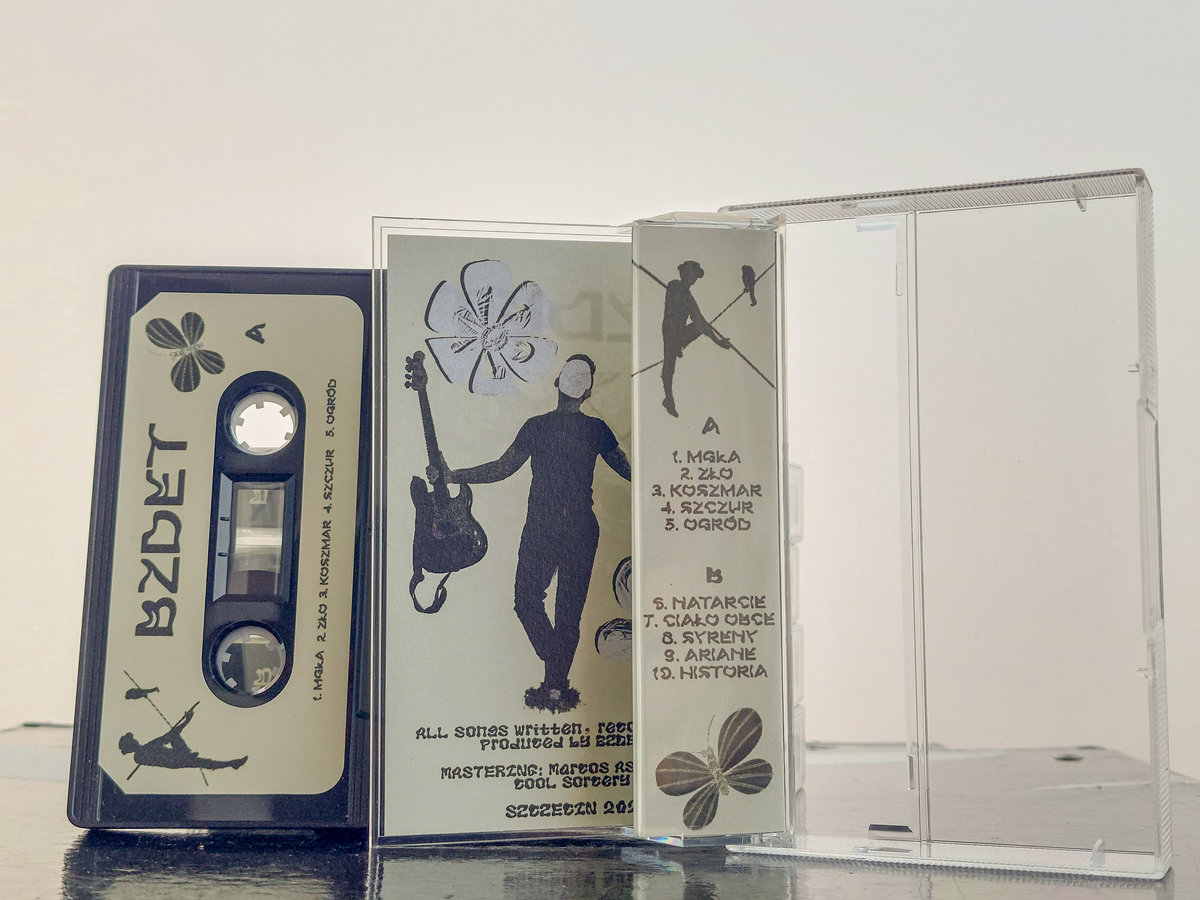 A
BZDET
1. MGŁA 2. ZŁO 3. KOSZMAR 4. SZCZUR 5. OGRÓD
ALL SONGS WRITTEN,
PRODUCED BY
MASTERING: MARCOS
COOL SORCERY
SZCZECIN
A
1. MGŁA
2. ZŁO
3. KOSZMAR
4. SZCZUR
5. OGRÓD
B
6. NATARCIE
7. CIAŁO OBCE
8. SYRENY
9. ARIANE
10. HISTORIA